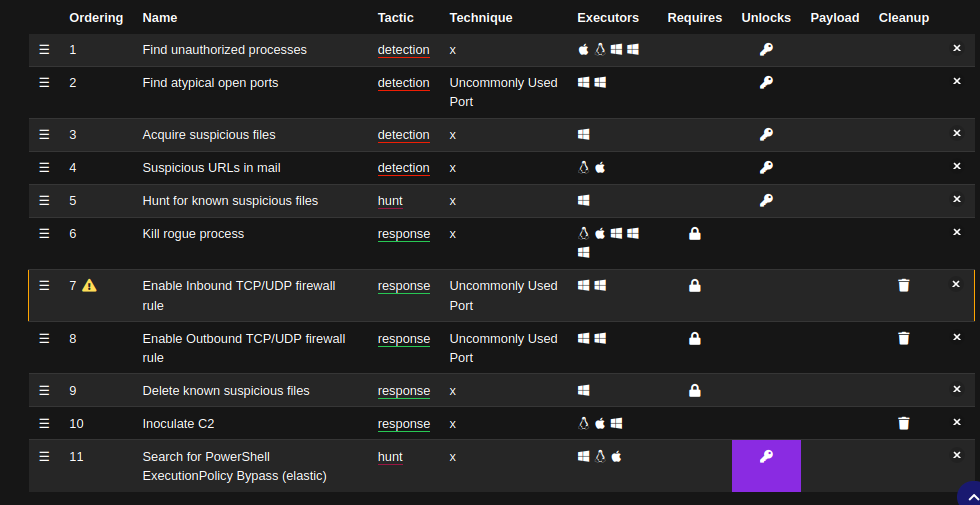 Ordering Name Tactic Technique Executors Requires Unlocks Payload Cleanup
1 Find unauthorized processes detection x
2 Find atypical open ports detection Uncommonly Used
Port
3 Acquire suspicious files detection x
4 Suspicious URLs in mail detection x
5 Hunt for known suspicious files hunt x
6 Kill rogue process response x
7 Enable Inbound TCP/UDP firewall response Uncommonly Used
rule Port
8 Enable Outbound TCP/UDP firewall response Uncommonly Used
rule Port
9 Delete known suspicious files response x
10 Inoculate C2 response x
11 Search for PowerShell hunt x
ExecutionPolicy Bypass (elastic)